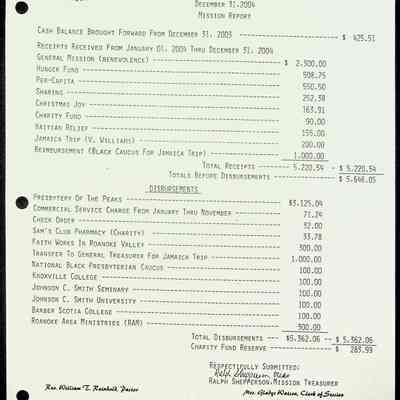 December 31, 2004
Mission Report
Cash Balance Brought Forward From December 31, 2003 $ 425.51
Receipts Received From January 01, 2004 Thru December 31, 2004
General Mission (Benevolence) $ 2,300.00
Hunger Fund 508.75
Per-Capita 550.50
Sharing 252.38
Christmas Joy 163.91
Charity Fund 90.00
Haitian Relief 155.00
Jamaica Trip (V. Williams) 200.00
Reimbursement (Black Caucus For Jamaica Trip) 1,000.00
Total Receipts 5,220.54 $ 5,220.54
Totals Before Disbursements $ 5,646.05
Disbursements
Presbytery Of The Peaks $3,125.04
Commercial Service Charge From January Thru November 71.24
Check Order 32.00
Sam's Club Pharmacy (Charity) 33.78
Faith Works In Roanoke Valley 300.00
Transfer To General Treasurer For Jamaica Trip 1,000.00
National Black Presbyterian Caucus 100.00
Knoxville College 100.00
Johnson C. Smith Semenary 100.00
Johnson C. Smith University 100.00
Barber Scotia College 100.00
Roanoke Area Ministries (RAM) 300.00
Total Disbursements $5,362.06 $ 5,362.06
Charity Fund Reserve $ 283.99
Respectfully Submitted:
Ralph Shepperson, Mission Treasurer
Rev. William T. Reinhold, Pastor
Mrs. Gladys Watson, Clerk of Session